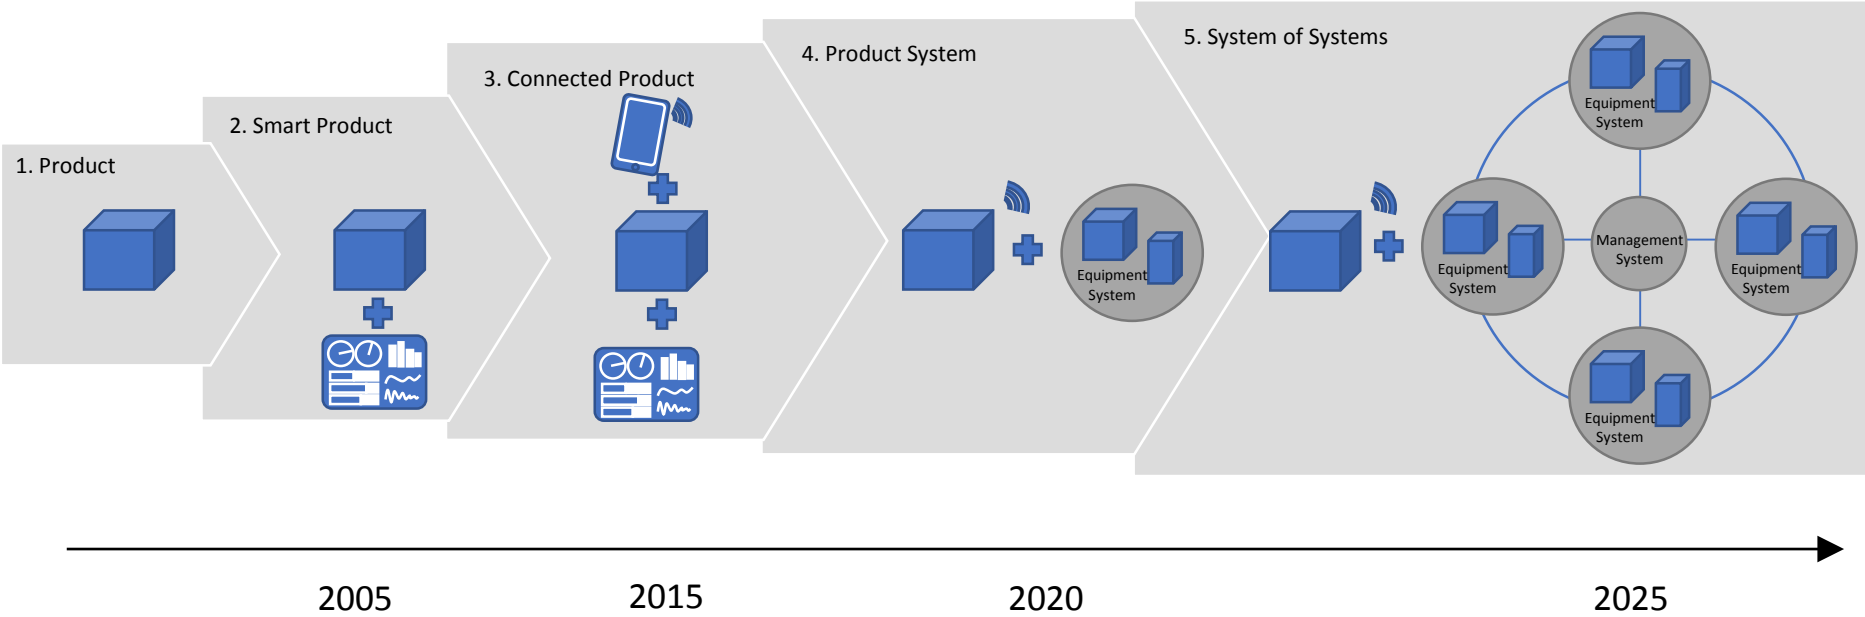 1. Product
2. Smart Product
3. Connected Product
4. Product System
Equipment
System
5. System of Systems
Equipment
System
Equipment
System
Management
System
Equipment
System
Equipment
System
2005
2015
2020
2025